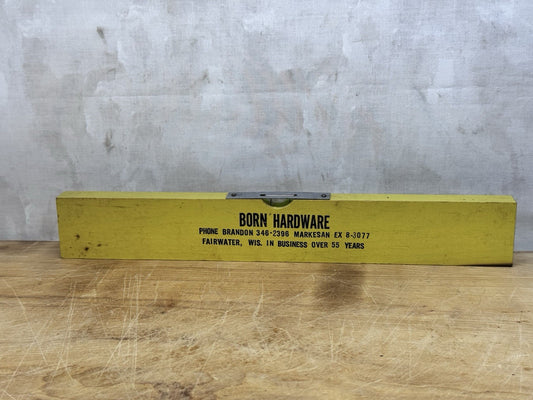 BORN HARDWARE
PHONE BRANDON 346-2396 MARKESAN EX 8-3077
FAIRWATER, WIS. IN BUSINESS OVER 55 YEARS